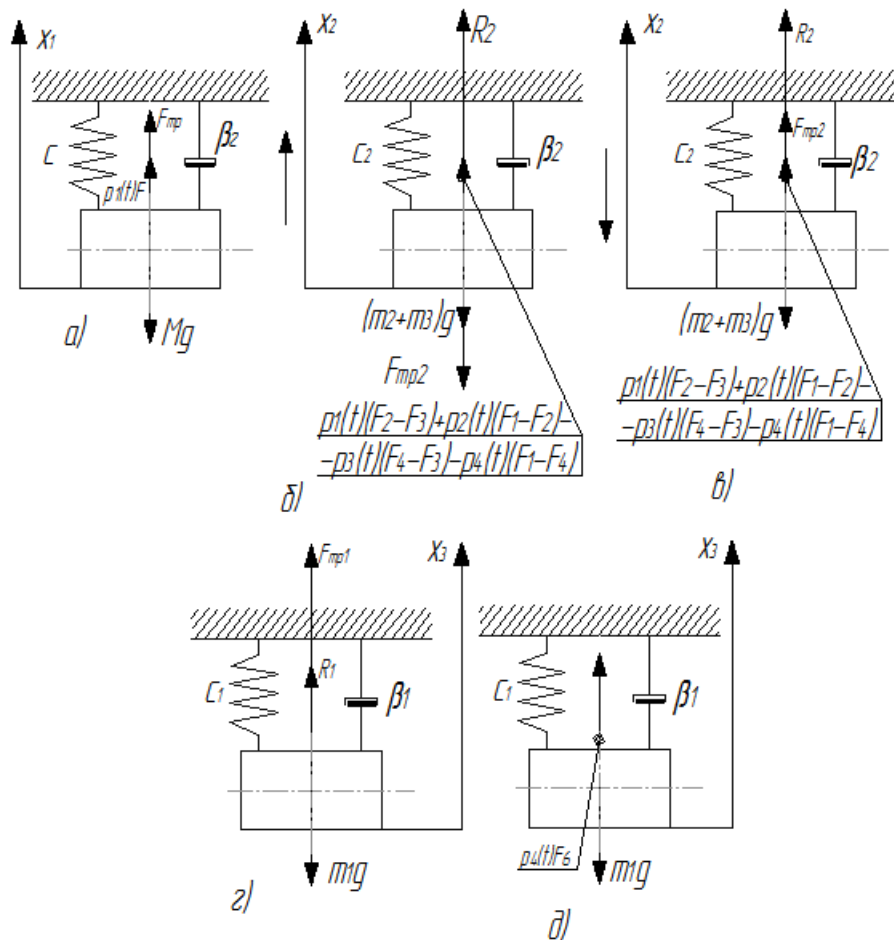 x1
Fтр
C
β2
p1(t)F
Mg
а)
x2
R2
C2
β2
(m2+m3)g
Fтр2
p1(t)(F2-F3)+p2(t)(F1-F2)-
-p3(t)(F4-F3)-p4(t)(F1-F4)
б)
x2
R2
Fтр2
C2
β2
(m2+m3)g
p1(t)(F2-F3)+p2(t)(F1-F2)-
-p3(t)(F4-F3)-p4(t)(F1-F4)
в)
Fтр1
x3
R1
C1
β1
m1g
г)
x3
C1
β1
p4(t)F6
m1g
д)